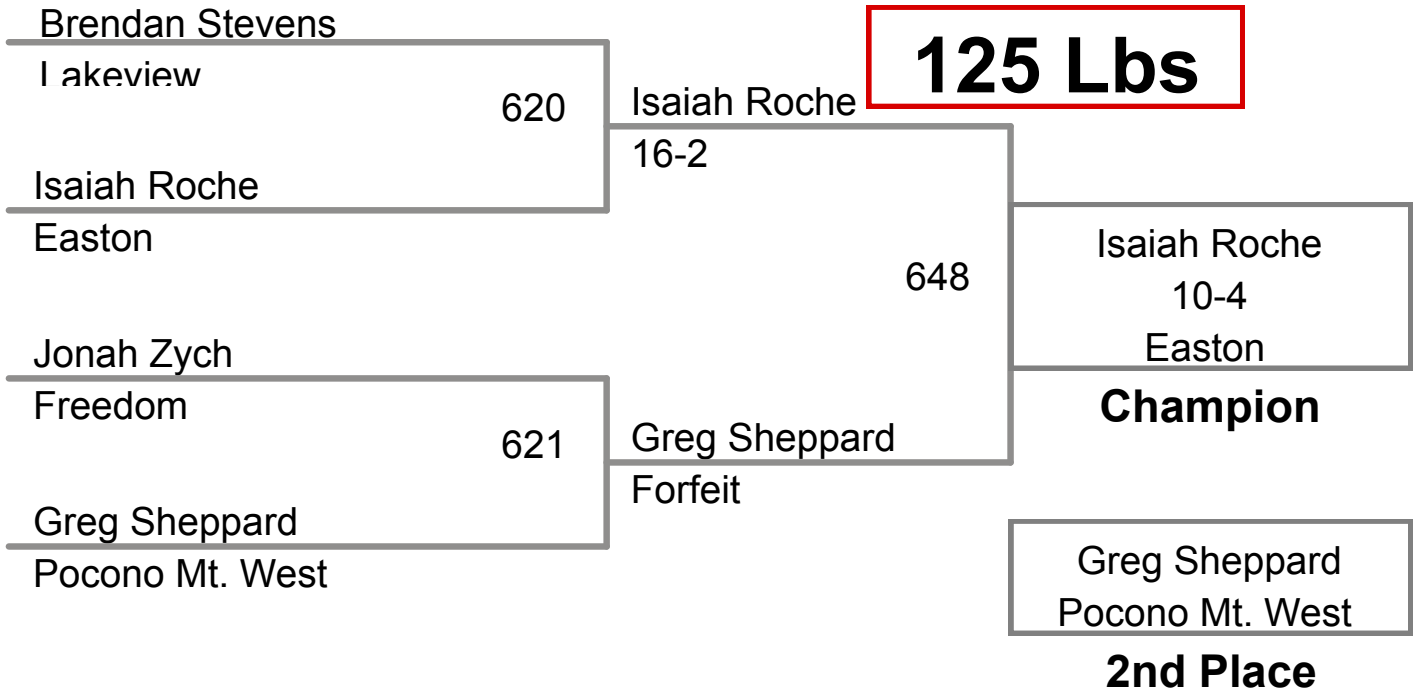 Brendan Stevens
125 Lbs
Lakeview
620
Isaiah Roche
16-2
Isaiah Roche
Easton
Isaiah Roche
10-4
Easton
648
Jonah Zych
Freedom
Champion
621
Greg Sheppard
Forfeit
Greg Sheppard
Pocono Mt. West
Greg Sheppard
Pocono Mt. West
2nd Place